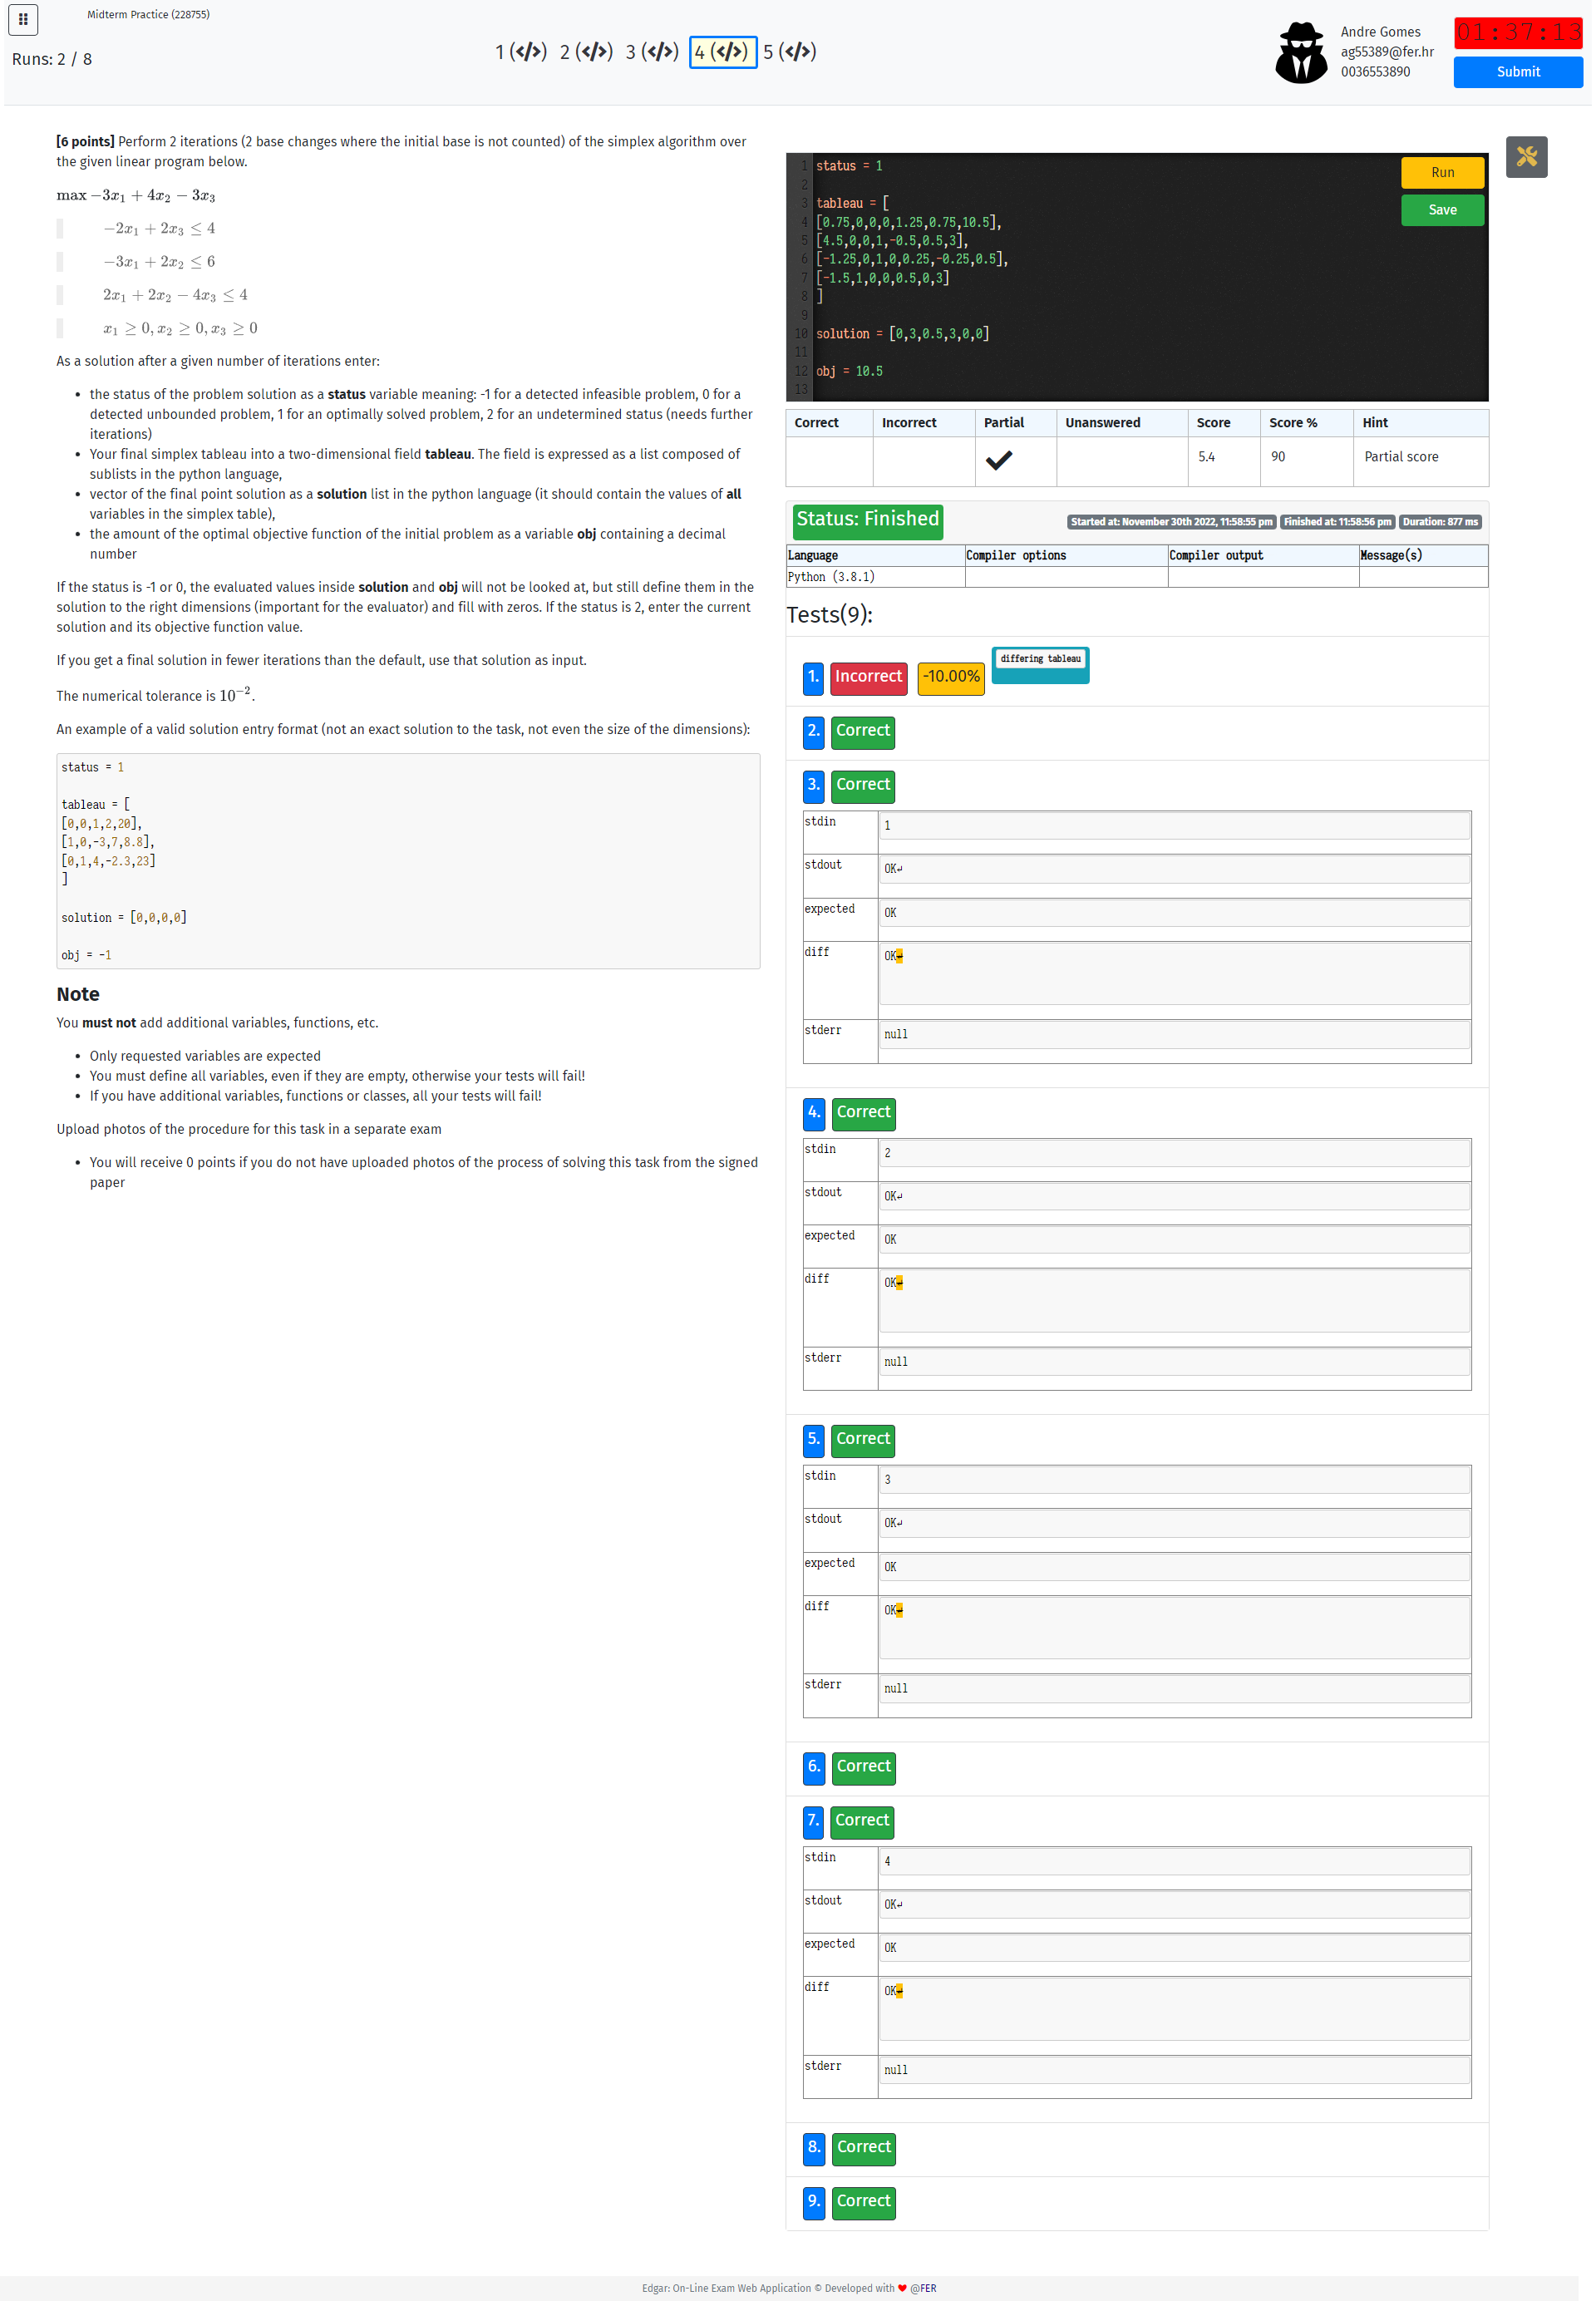 Midterm Practice (228755)
Runs: 2 / 8
1 (</>) 2 (</>) 3 (</>) 4 (</>) 5 (</>)
Andre Gomes
ag55389@fer.hr
0036553890
01:37:13
Submit
[6 points] Perform 2 iterations (2 base changes where the initial base is not counted) of the simplex algorithm over
the given linear program below.
max −3x₁ + 4x₂ − 3x₃
−2x₁ + 2x₃ ≤ 4
−3x₁ + 2x₂ ≤ 6
2x₁ + 2x₂ − 4x₃ ≤ 4
x₁ ≥ 0, x₂ ≥ 0, x₃ ≥ 0
As a solution after a given number of iterations enter:
• the status of the problem solution as a status variable meaning: -1 for a detected infeasible problem, 0 for a
detected unbounded problem, 1 for an optimally solved problem, 2 for an undetermined status (needs further
iterations)
• Your final simplex tableau into a two-dimensional field tableau. The field is expressed as a list composed of
sublists in the python language,
• vector of the final point solution as a solution list in the python language (it should contain the values of all
variables in the simplex table),
• the amount of the optimal objective function of the initial problem as a variable obj containing a decimal
number
If the status is -1 or 0, the evaluated values inside solution and obj will not be looked at, but still define them in the
solution to the right dimensions (important for the evaluator) and fill with zeros. If the status is 2, enter the current
solution and its objective function value.
If you get a final solution in fewer iterations than the default, use that solution as input.
The numerical tolerance is 10⁻².
An example of a valid solution entry format (not an exact solution to the task, not even the size of the dimensions):
status = 1
tableau = [
[0,0,1,2,20],
[1,0,-3,7,8.8],
[0,1,4,-2.3,23]
]
solution = [0,0,0,0]
obj = -1
Note
You must not add additional variables, functions, etc.
• Only requested variables are expected
• You must define all variables, even if they are empty, otherwise your tests will fail!
• If you have additional variables, functions or classes, all your tests will fail!
Upload photos of the procedure for this task in a separate exam
• You will receive 0 points if you do not have uploaded photos of the process of solving this task from the signed
paper
1 status = 1
2
3 tableau = [
4 [0.75,0,0,0,1.25,0.75,10.5],
5 [4.5,0,0,1,-0.5,0.5,3],
6 [-1.25,0,1,0,0.25,-0.25,0.5],
7 [-1.5,1,0,0,0.5,0,3]
8 ]
9
10 solution = [0,3,0.5,3,0,0]
11
12 obj = 10.5
13
Run
Save
Correct Incorrect Partial Unanswered Score Score % Hint
5.4 90 Partial score
Status: Finished
Started at: November 30th 2022, 11:58:55 pm Finished at: 11:58:56 pm Duration: 877 ms
Language Compiler options Compiler output Message(s)
Python (3.8.1)
Tests(9):
1. Incorrect -10.00% differing tableau
2. Correct
3. Correct
stdin 1
stdout OK↵
expected OK
diff OK↵
stderr null
4. Correct
stdin 2
stdout OK↵
expected OK
diff OK↵
stderr null
5. Correct
stdin 3
stdout OK↵
expected OK
diff OK↵
stderr null
6. Correct
7. Correct
stdin 4
stdout OK↵
expected OK
diff OK↵
stderr null
8. Correct
9. Correct
Edgar: On-Line Exam Web Application © Developed with ♥ @FER